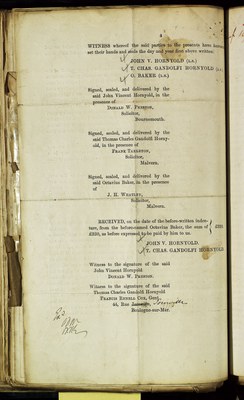 WITNESS whereof the said parties to the presents have hereunto
set their hands and seals the day and year first above written
JOHN V. HORNYOLD (L.S.)
T. CHAS. GANDOLFI HORNYOLD (L.S.)
O. BAKER (L.S.)
Signed, sealed, and delivered by the
said John Vincent Hornyold, in the
presence of
DONALD W. PRESTON,
Solicitor,
Bournemouth.
Signed, sealed, and delivered by the
said Thomas Charles Gandolfi Horny-
old, in the presence of
FRANK
Solicitor,
Malvern.
Signed, sealed, and delivered by the
said Octavius Baker, in the presence
of
J. H. WHATLEY,
Solicitor,
Malvern.
RECEIVED, on the date of the before-written Inden-
ture, from the before-named Octavius Baker, the sum of
£350, as before expressed to be paid by him to us.
JOHN V. HORNYOLD.
T. CHAS. GANDOLFI HORNYOLD
Witness to the signature of the said
John Vincent Hornyold
DONALD W. PRESTON.
Witness to the signature of the said
Thomas Charles Gandolfi Hornyold
FRANCIS COX, Gent.,
Rue
Boulogne-sur-Mer.